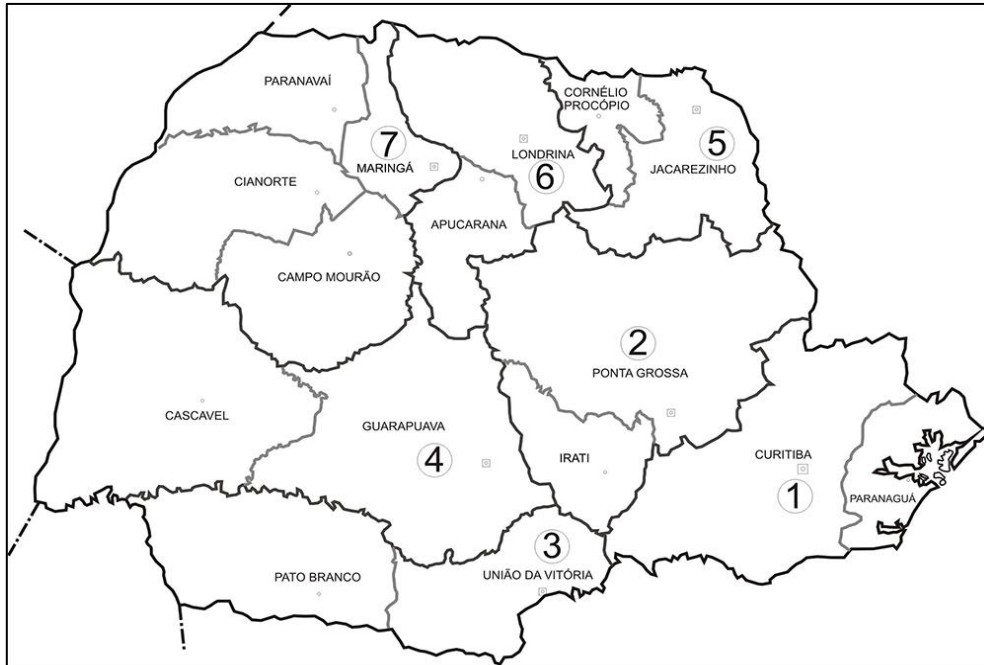 PARANAVAÍ
CORNÉLIO
PROCÓPIO
7
MARINGÁ
LONDRINA
6
5
JACAREZINHO
CIANORTE
APUCARANA
CAMPO MOURÃO
2
PONTA GROSSA
CASCAVEL
GUARAPUAVA
4
IRATI
CURITIBA
1
PARANAGUÁ
3
UNIÃO DA VITÓRIA
PATO BRANCO